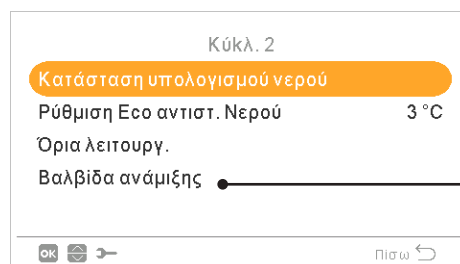 Κύκλ. 2
Κατάσταση υπολογισμού νερού
Ρύθμιση Eco αντιστ. Νερού 3 °C
Όρια λειτουργ.
Βαλβίδα ανάμιξης
OK Πίσω